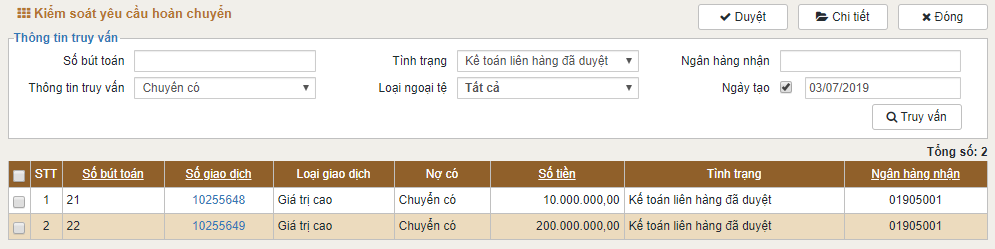 Kiểm soát yêu cầu hoàn chuyển
Duyệt Chi tiết Đóng
Thông tin truy vấn
Số bút toán Tình trạng Kế toán liên hàng đã duyệt Ngân hàng nhận
Thông tin truy vấn Chuyển có Loại ngoại tệ Tất cả Ngày tạo 03/07/2019
Truy vấn
Tổng số: 2
STT Số bút toán Số giao dịch Loại giao dịch Nợ có Số tiền Tình trạng Ngân hàng nhận
1 21 10255648 Giá trị cao Chuyển có 10.000.000,00 Kế toán liên hàng đã duyệt 01905001
2 22 10255649 Giá trị cao Chuyển có 200.000.000,00 Kế toán liên hàng đã duyệt 01905001